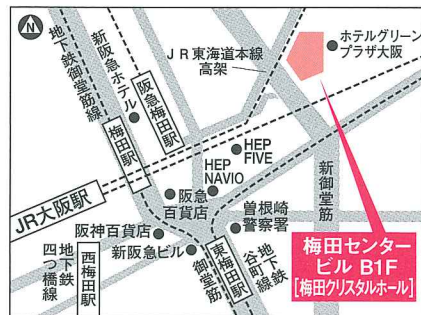 N
地下鉄御堂筋線
新阪急ホテル
阪急梅田駅
梅田駅
JR東海道本線
高架
ホテルグリーン
プラザ大阪
HEP
FIVE
HEP
NAVIO
新御堂筋
JR大阪駅
阪急
百貨店
阪神百貨店
新阪急ビル
曽根崎
警察署
地下鉄
四つ橋線
西梅田駅
御堂筋
東梅田駅
地下鉄
谷町線
梅田センター
ビル B1F
[梅田クリスタルホール]